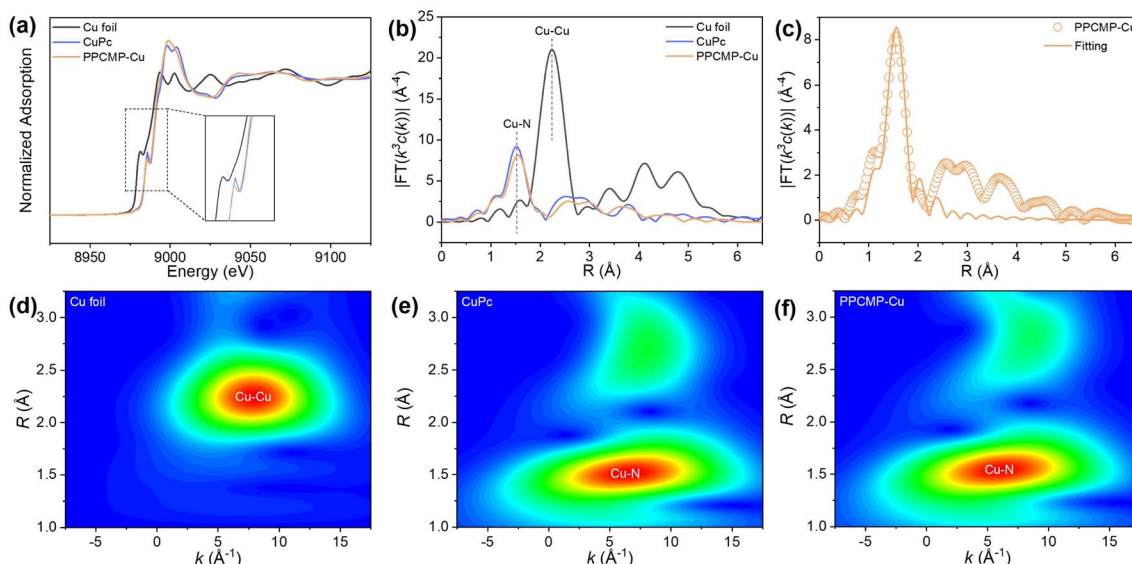 (a)
Cu foil
CuPc
PPCMP-Cu
Normalized Adsorption
8950 9000 9050 9100
Energy (eV)
(b)
Cu foil
CuPc
PPCMP-Cu
Cu–Cu
Cu–N
|FT(k³c(k))| (Å⁻⁴)
25
20
15
10
5
0
0 1 2 3 4 5 6
R (Å)
(c)
PPCMP-Cu
Fitting
|FT(k³c(k))| (Å⁻⁴)
8
6
4
2
0
0 1 2 3 4 5 6
R (Å)
(d)
Cu foil
Cu–Cu
R (Å)
3.0
2.5
2.0
1.5
1.0
-5 0 5 10 15
k (Å⁻¹)
(e)
CuPc
Cu–N
R (Å)
3.0
2.5
2.0
1.5
1.0
-5 0 5 10 15
k (Å⁻¹)
(f)
PPCMP-Cu
Cu–N
R (Å)
3.0
2.5
2.0
1.5
1.0
-5 0 5 10 15
k (Å⁻¹)